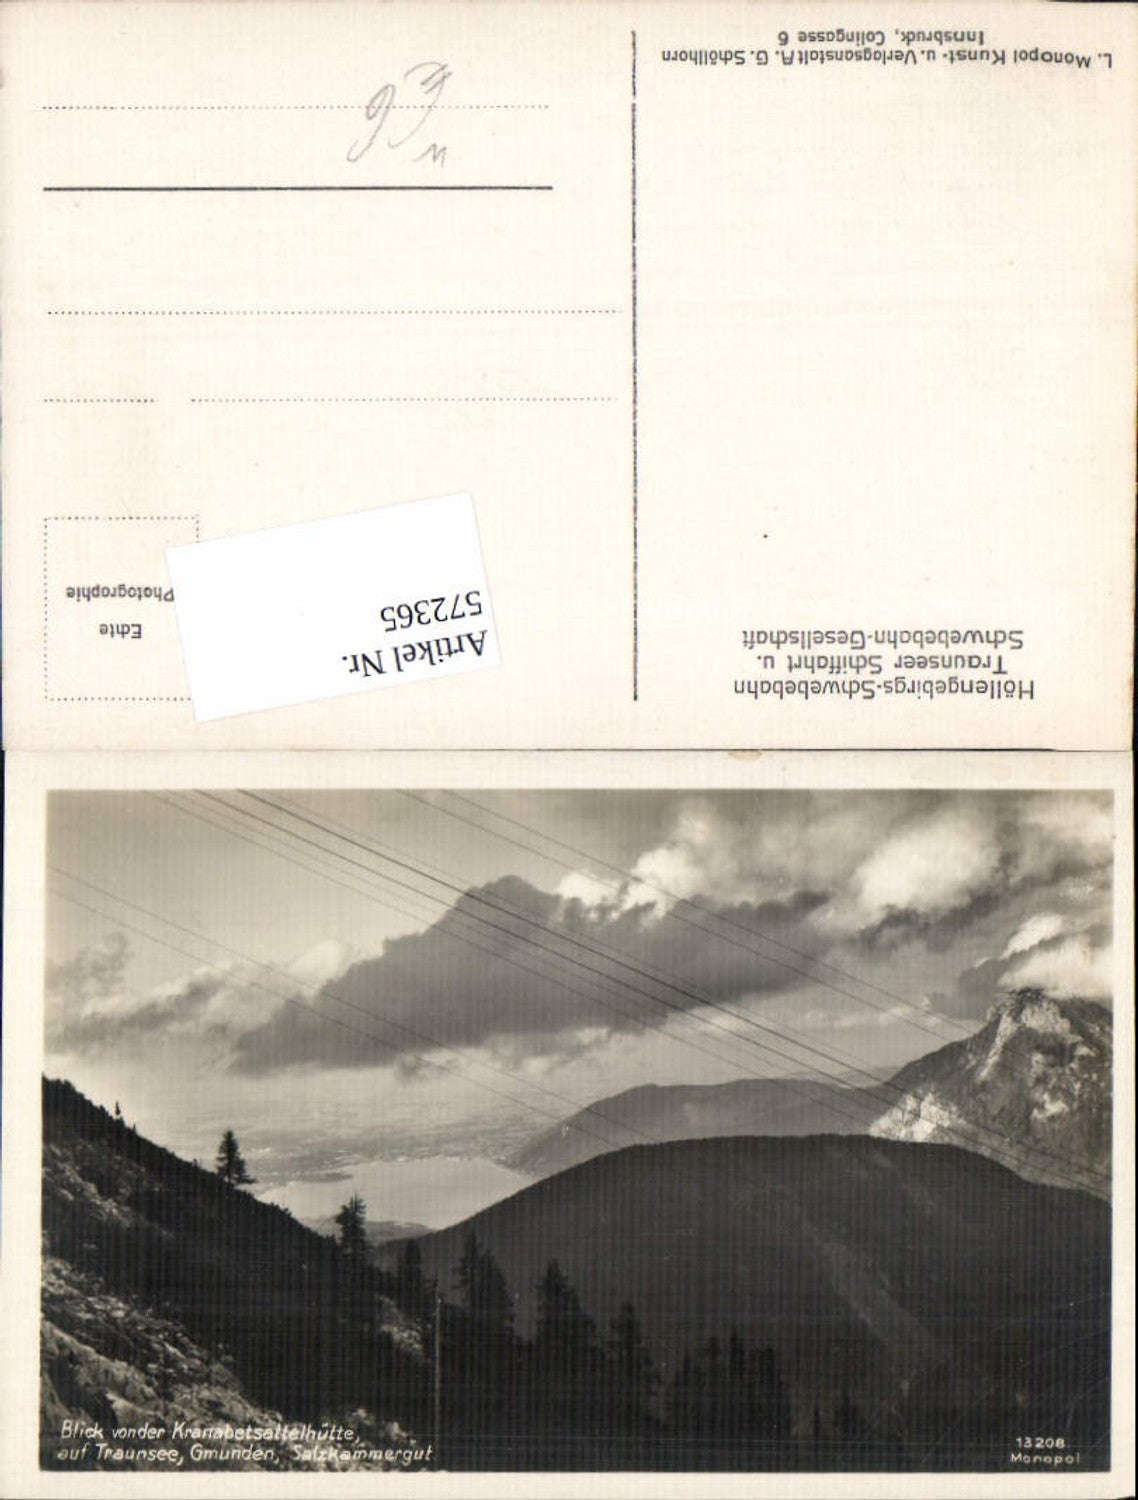 L. Monopol Kunst- u. Verlagsanstalt A. G. Schöllhorn
Innsbruck, Colingasse 6
Höllengebirgs-Schwebebahn
Traunseer Schiffahrt u.
Schwebebahn-Gesellschaft
Echte
Photographie
Artikel Nr.
572365
Blick von der Kranabetsattelhütte,
auf Traunsee, Gmunden, Salzkammergut
13208
Monopol